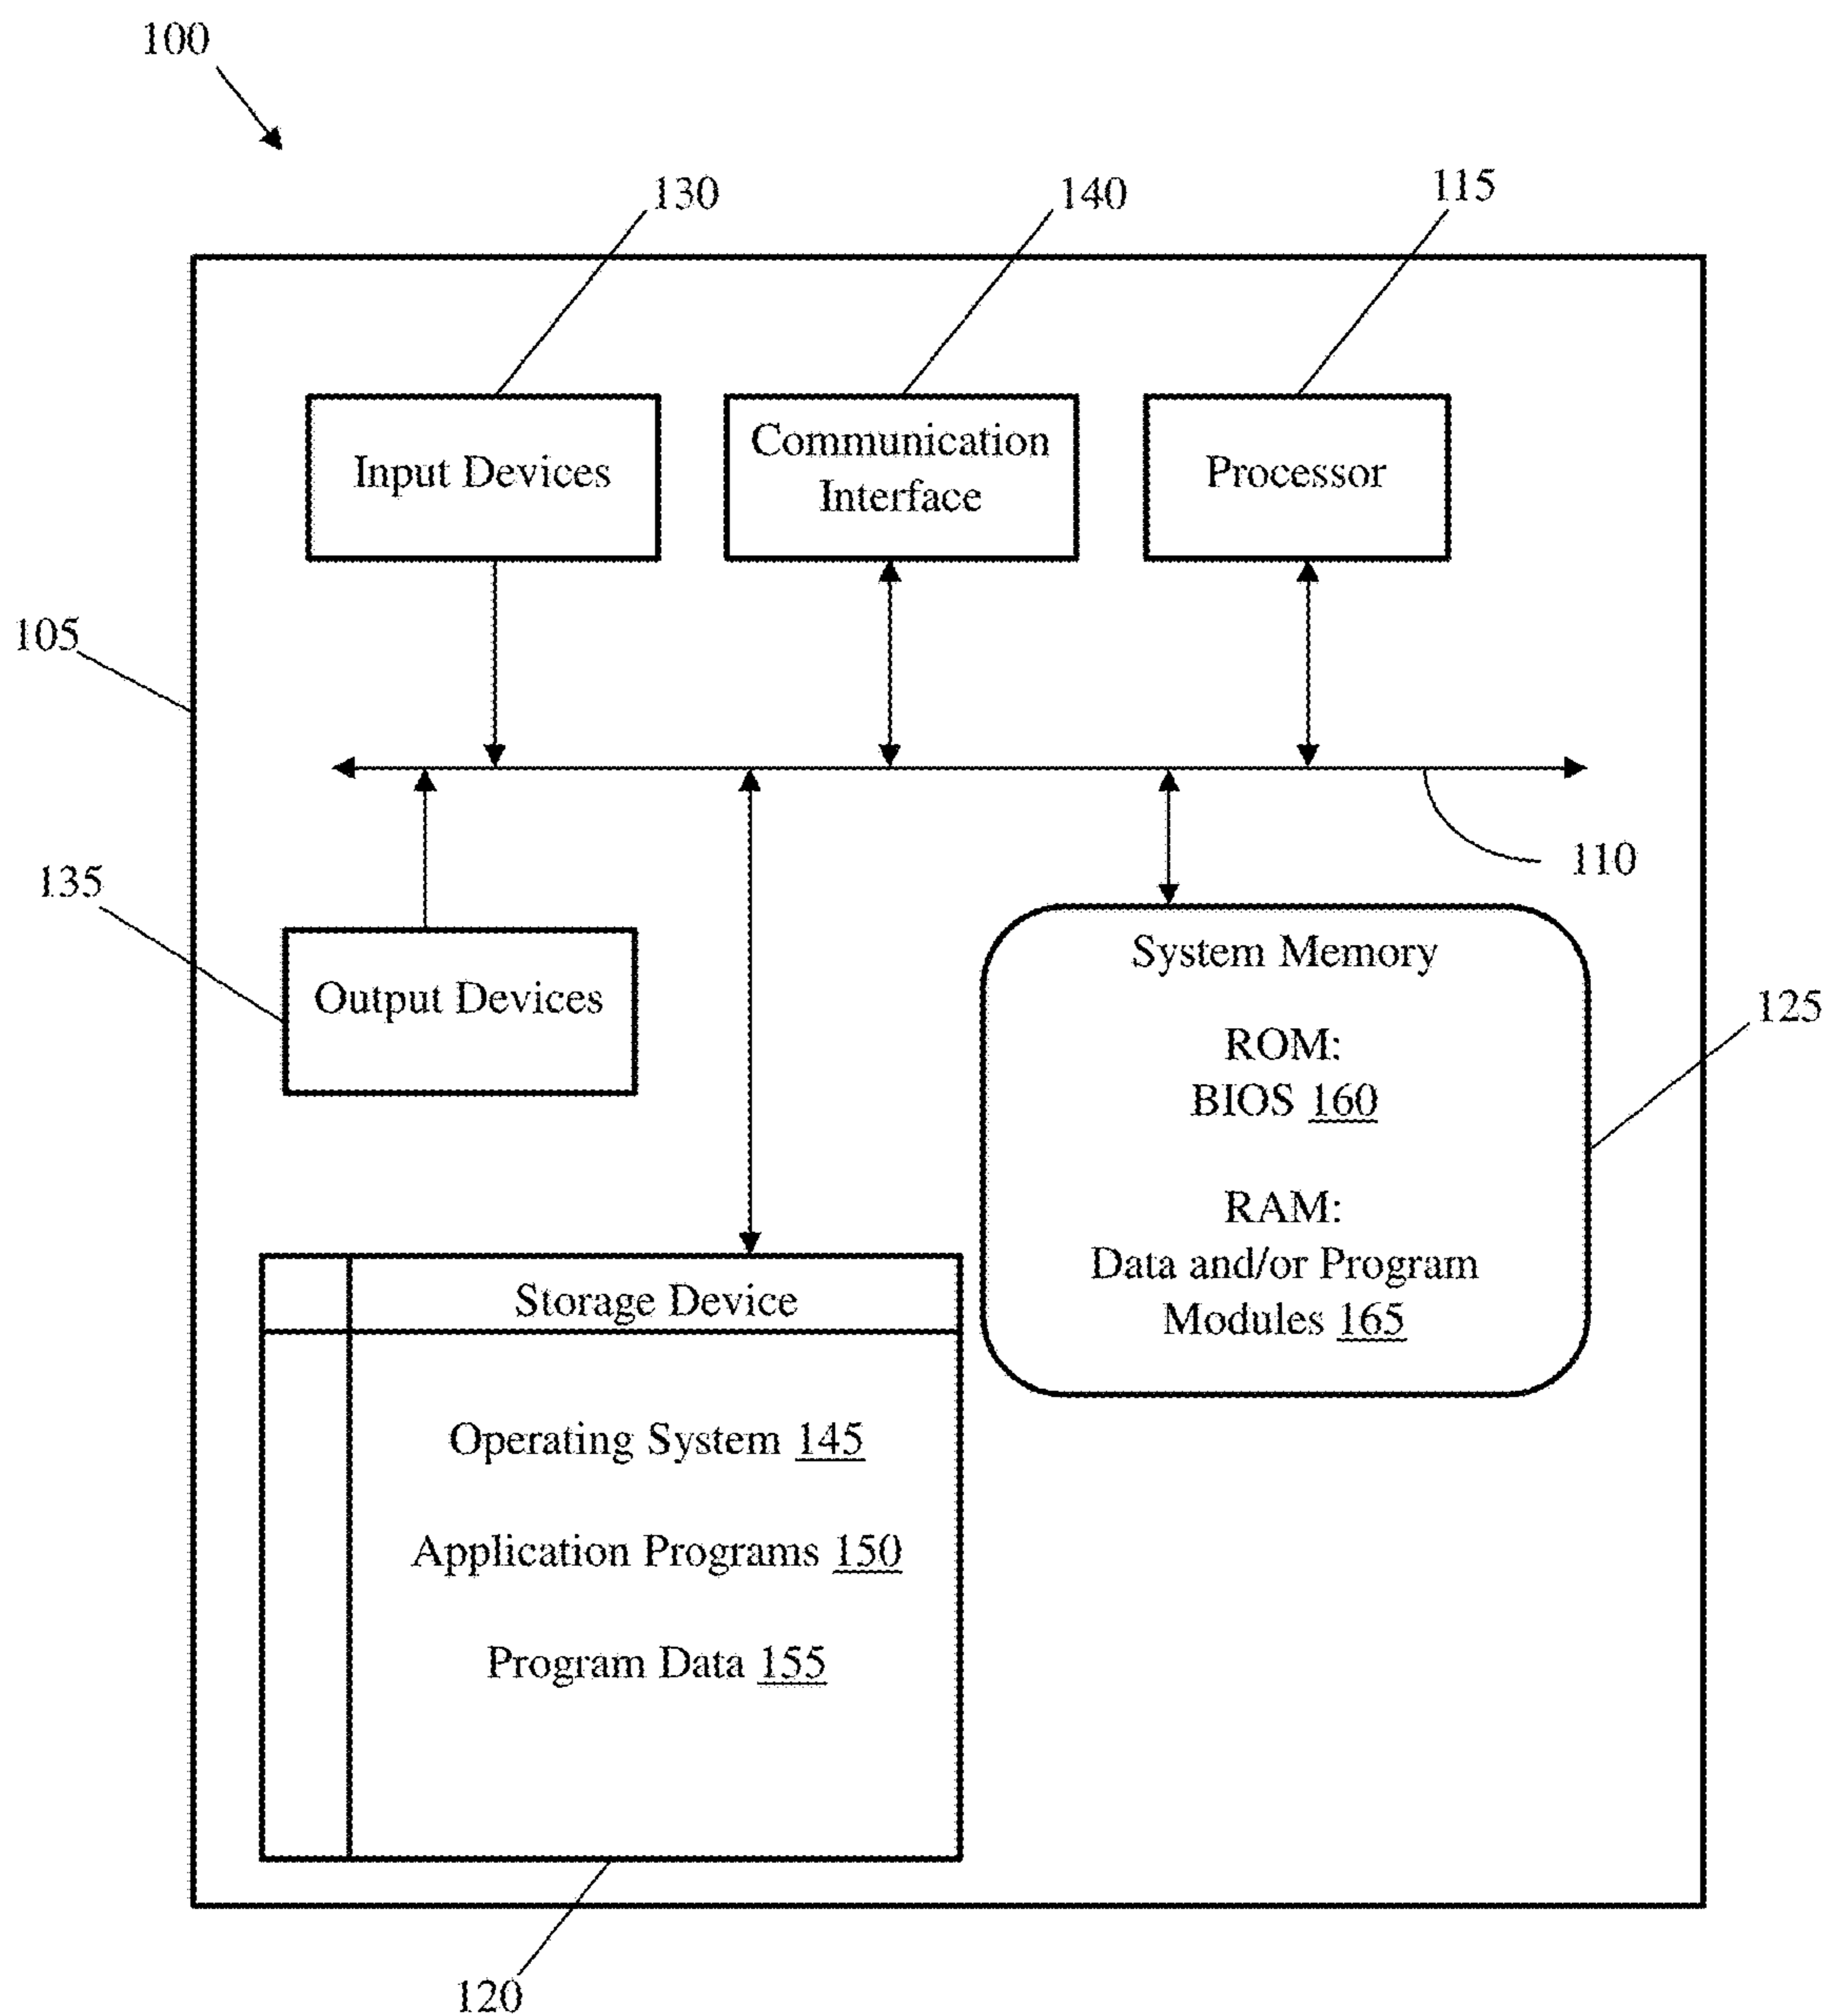 100
130
140
115
Input Devices
Communication
Interface
Processor
105
110
135
Output Devices
System Memory
ROM:
BIOS 160
RAM:
Data and/or Program
Modules 165
125
Storage Device
Operating System 145
Application Programs 150
Program Data 155
120